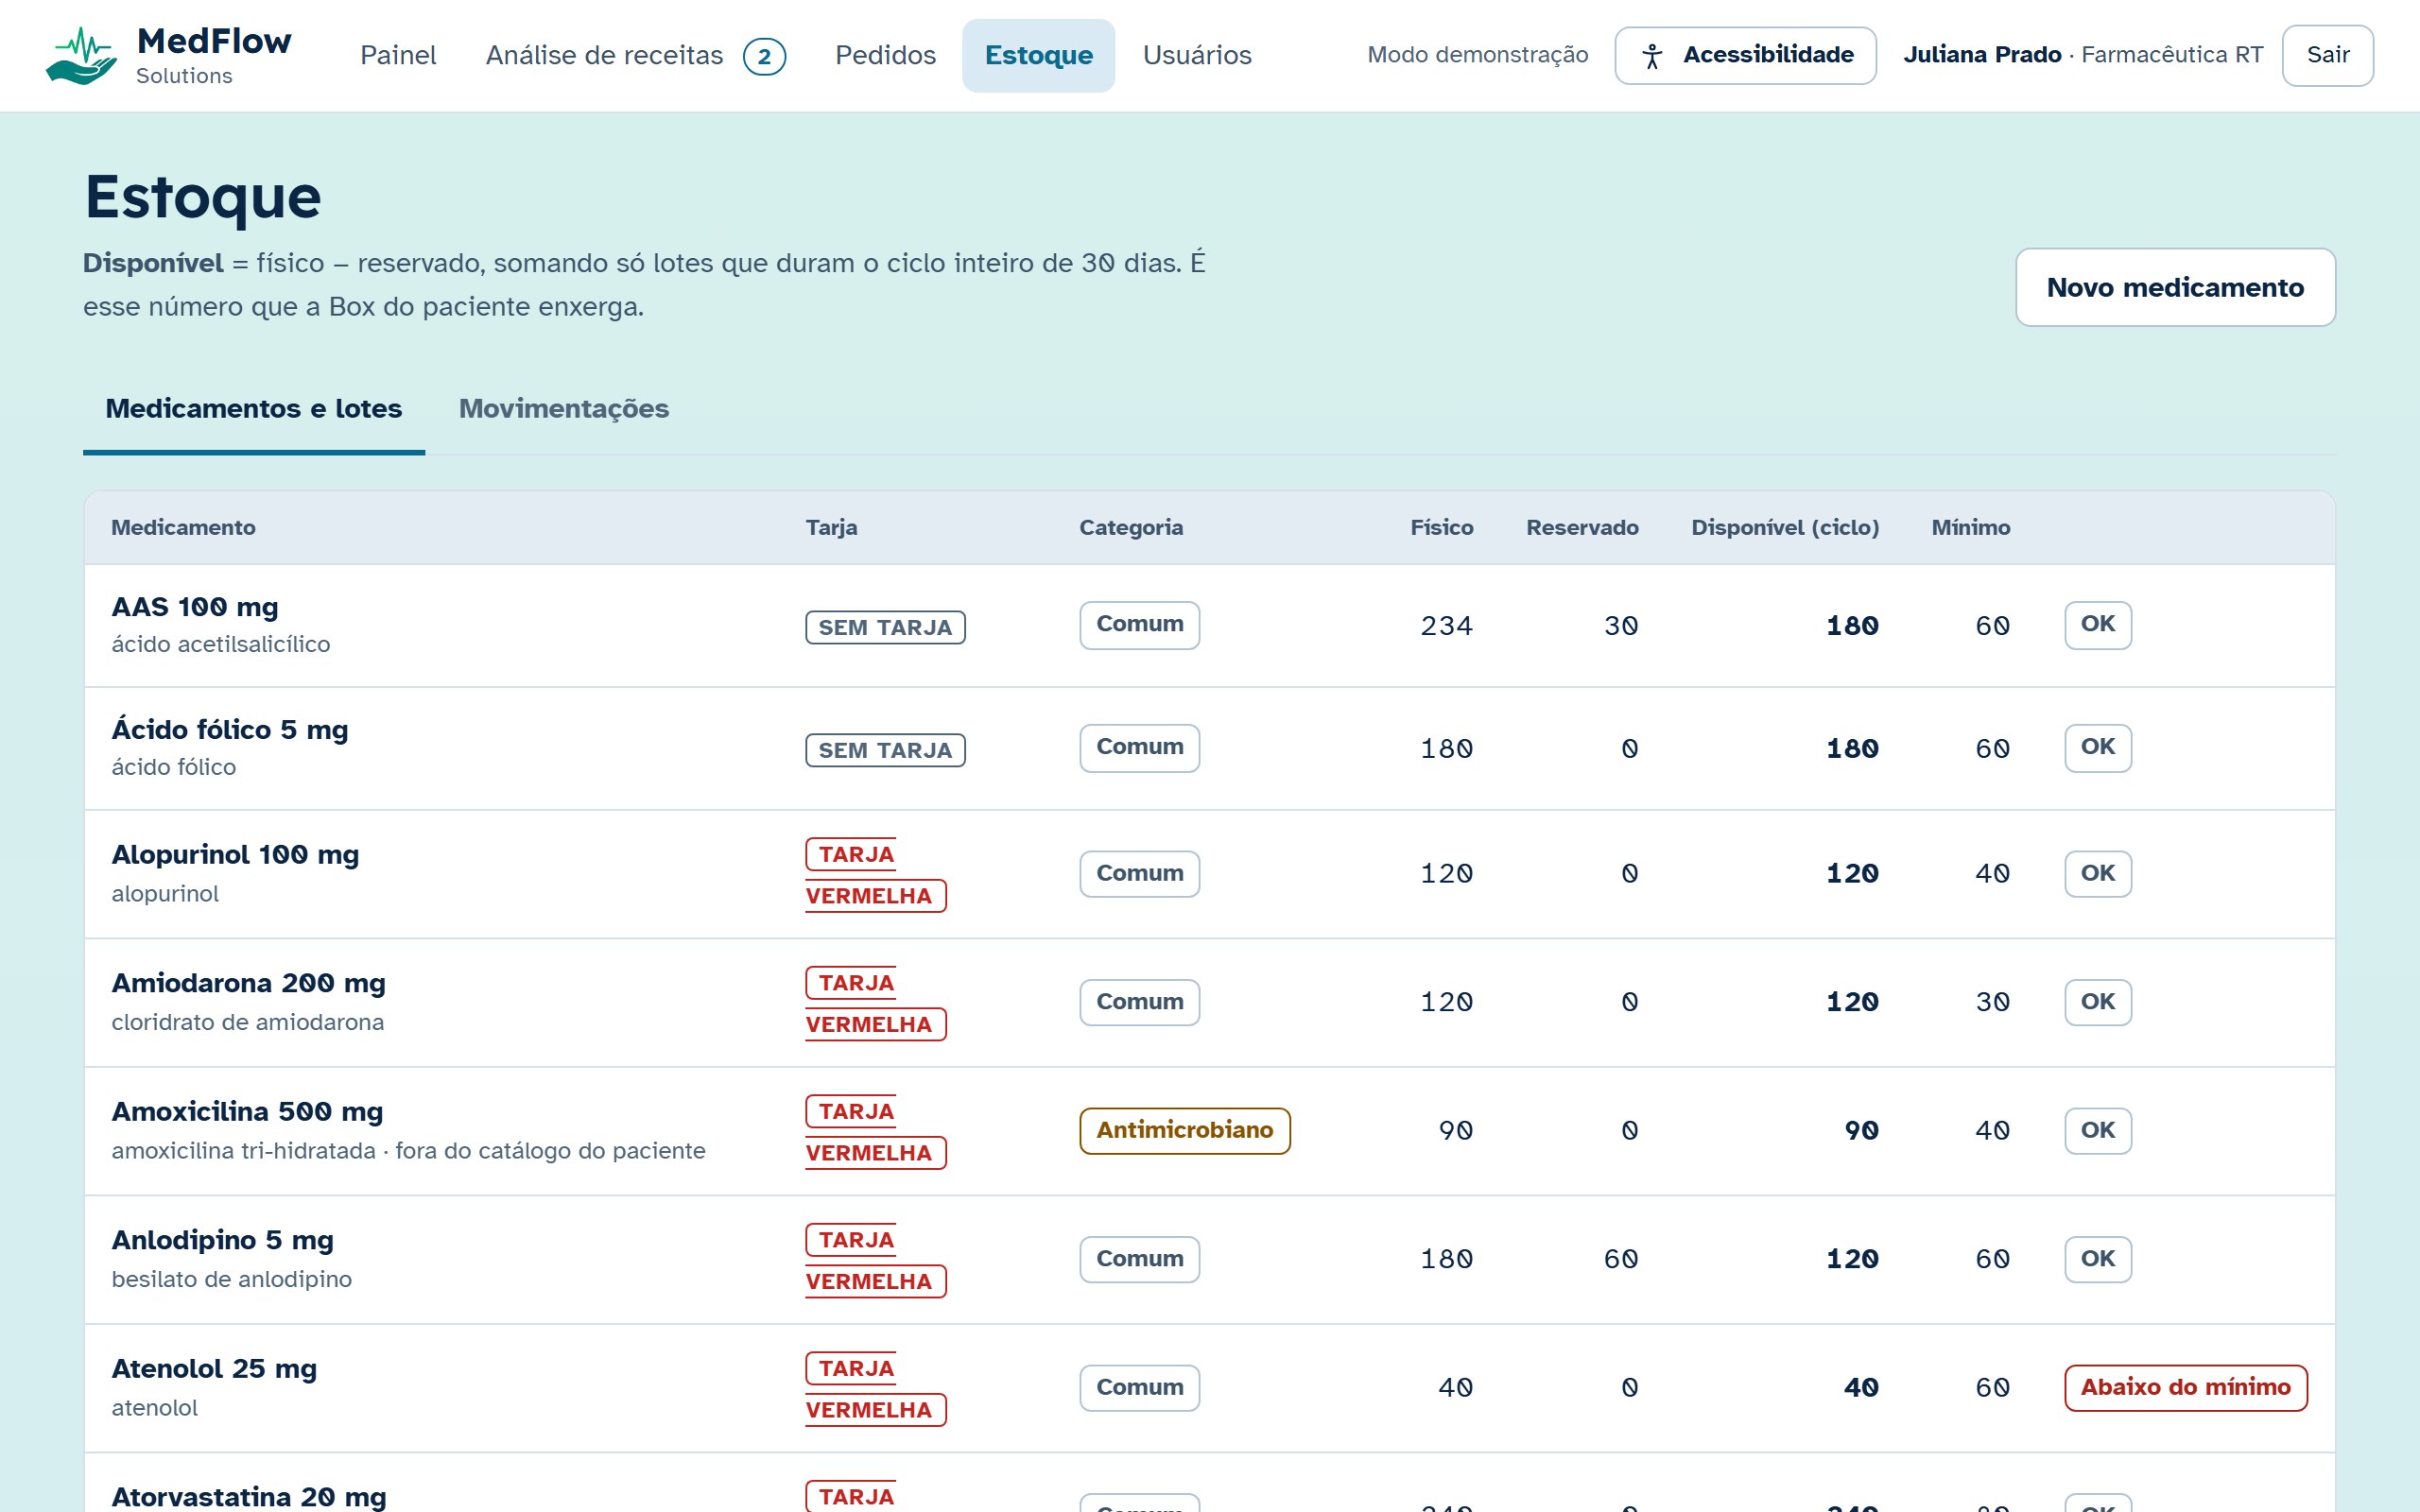 MedFlow
Solutions
Painel
Análise de receitas 2
Pedidos
Estoque
Usuários
Modo demonstração
Acessibilidade
Juliana Prado · Farmacêutica RT
Sair
Estoque
Disponível = físico – reservado, somando só lotes que duram o ciclo inteiro de 30 dias. É
esse número que a Box do paciente enxerga.
Novo medicamento
Medicamentos e lotes
Movimentações
Medicamento Tarja Categoria Físico Reservado Disponível (ciclo) Mínimo
AAS 100 mg
ácido acetilsalicílico
SEM TARJA Comum 234 30 180 60 OK
Ácido fólico 5 mg
ácido fólico
SEM TARJA Comum 180 0 180 60 OK
Alopurinol 100 mg
alopurinol
TARJA
VERMELHA
Comum 120 0 120 40 OK
Amiodarona 200 mg
cloridrato de amiodarona
TARJA
VERMELHA
Comum 120 0 120 30 OK
Amoxicilina 500 mg
amoxicilina tri-hidratada · fora do catálogo do paciente
TARJA
VERMELHA
Antimicrobiano 90 0 90 40 OK
Anlodipino 5 mg
besilato de anlodipino
TARJA
VERMELHA
Comum 180 60 120 60 OK
Atenolol 25 mg
atenolol
TARJA
VERMELHA
Comum 40 0 40 60 Abaixo do mínimo
Atorvastatina 20 mg
TARJA